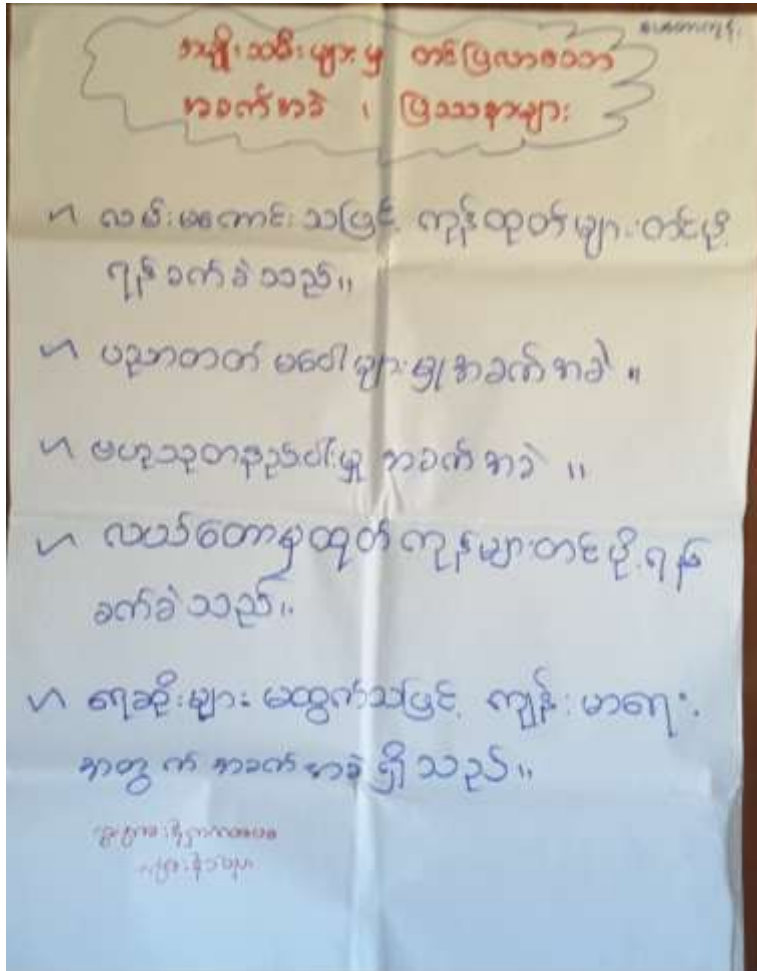 အမျိုးသမီးများမှ တင်ပြလာသော
အခက်အခဲ ၊ ပြဿနာများ
လမ်းမကောင်းသဖြင့် ကုန်ထုတ်များတင်ပို့
ရန်ခက်ခဲသည်။
ပညာတတ် မပေါများမှုအခက်အခဲ။
ဗဟုသုတနည်းပါးမှု အခက်အခဲ ။
လယ်တောမှထုတ်ကုန်များတင်ပို့ရန်
ခက်ခဲသည်။
ရေဆိုးများ မထွက်သဖြင့် ကျန်းမာရေး
အတွက် အခက်အခဲရှိသည်။